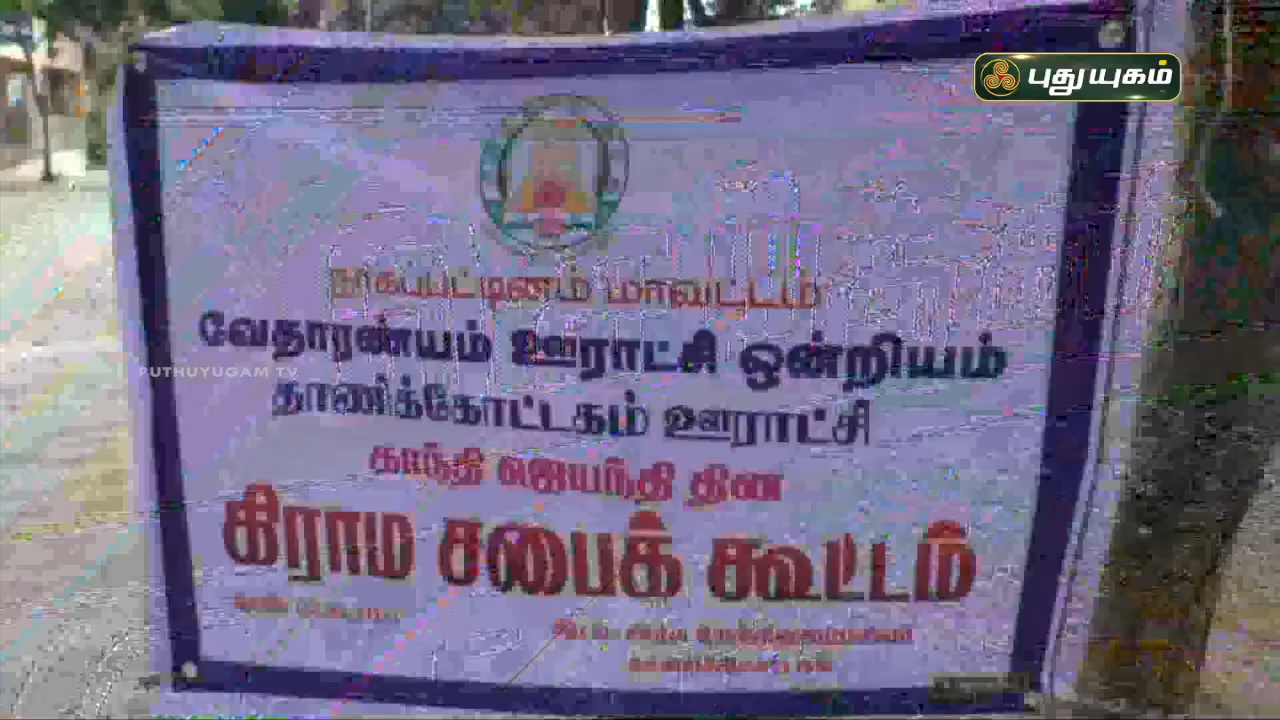 புதுயுகம்
நாகப்பட்டினம் மாவட்டம்
வேதாரண்யம் ஊராட்சி ஒன்றியம்
PUTHUYUGAM TV
தாணிக்கோட்டகம் ஊராட்சி
காந்தி ஜெயந்தி தின
கிராம சபைக் கூட்டம்